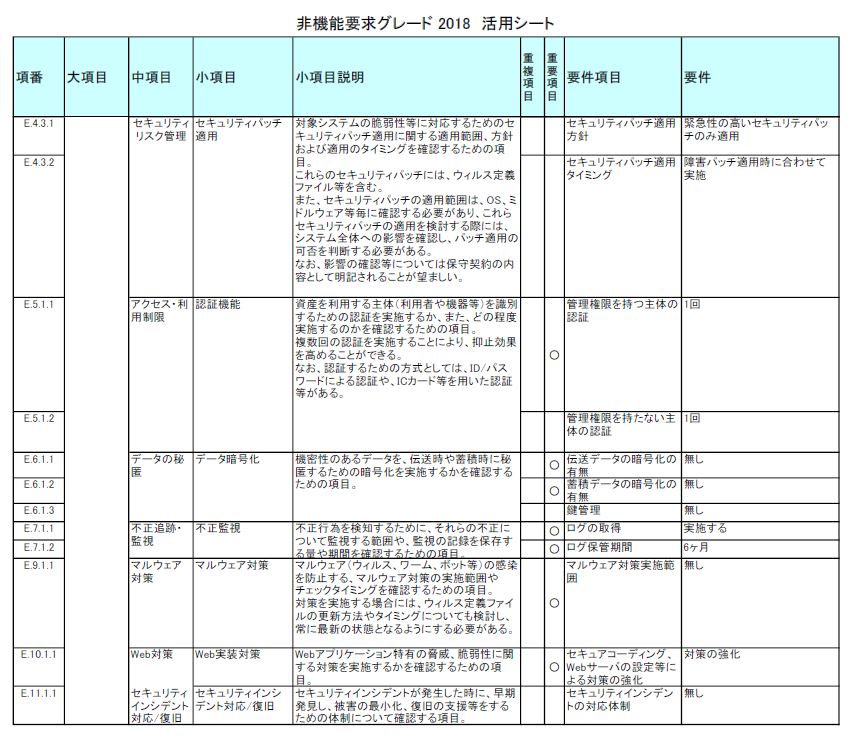 非機能要求グレード 2018 活用シート
項番 大項目 中項目 小項目 小項目説明 重複項目 重要項目 要件項目 要件
E.4.3.1
セキュリティ
リスク管理
セキュリティパッチ
適用
対象システムの脆弱性等に対応するためのセ
キュリティパッチ適用に関する適用範囲、方針
および適用のタイミングを確認するための項
目。
これらのセキュリティパッチには、ウィルス定義
ファイル等を含む。
また、セキュリティパッチの適用範囲は、OS、ミ
ドルウェア等毎に確認する必要があり、これら
セキュリティパッチの適用を検討する際には、
システム全体への影響を確認し、パッチ適用の
可否を判断する必要がある。
なお、影響の確認等については保守契約の内
容として明記されることが望ましい。
セキュリティパッチ適用
方針
緊急性の高いセキュリティパッ
チのみ適用
E.4.3.2
セキュリティパッチ適用
タイミング
障害パッチ適用時に合わせて
実施
E.5.1.1
アクセス・利
用制限
認証機能
資産を利用する主体(利用者や機器等)を識別
するための認証を実施するか、また、どの程度
実施するのかを確認するための項目。
複数回の認証を実施することにより、抑止効果
を高めることができる。
なお、認証するための方式としては、ID/パス
ワードによる認証や、ICカード等を用いた認証
等がある。
○
管理権限を持つ主体の
認証
1回
E.5.1.2
管理権限を持たない主
体の認証
1回
E.6.1.1
データの秘
匿
データ暗号化
機密性のあるデータを、伝送時や蓄積時に秘
匿するための暗号化を実施するかを確認する
ための項目。
○
伝送データの暗号化の
有無
無し
E.6.1.2
○
蓄積データの暗号化の
有無
無し
E.6.1.3
鍵管理
無し
E.7.1.1
不正追跡・
監視
不正監視
不正行為を検知するために、それらの不正に
ついて監視する範囲や、監視の記録を保存す
る量や期間を確認するための項目。
○
ログの取得
実施する
E.7.1.2
○
ログ保管期間
6ヶ月
E.9.1.1
マルウェア
対策
マルウェア対策
マルウェア(ウィルス、ワーム、ボット等)の感染
を防止する、マルウェア対策の実施範囲や
チェックタイミングを確認するための項目。
対策を実施する場合には、ウィルス定義ファイ
ルの更新方法やタイミングについても検討し、
常に最新の状態となるようにする必要がある。
○
マルウェア対策実施範
囲
無し
E.10.1.1
Web対策
Web実装対策
Webアプリケーション特有の脅威、脆弱性に関
する対策を実施するかを確認するための項
目。
○
セキュアコーディング、
Webサーバの設定等に
よる対策の強化
対策の強化
E.11.1.1
セキュリティ
インシデント
対応/復旧
セキュリティインシ
デント対応/復旧
セキュリティインシデントが発生した時に、早期
発見し、被害の最小化、復旧の支援等をする
ための体制について確認する項目。
セキュリティインシデン
トの対応体制
無し